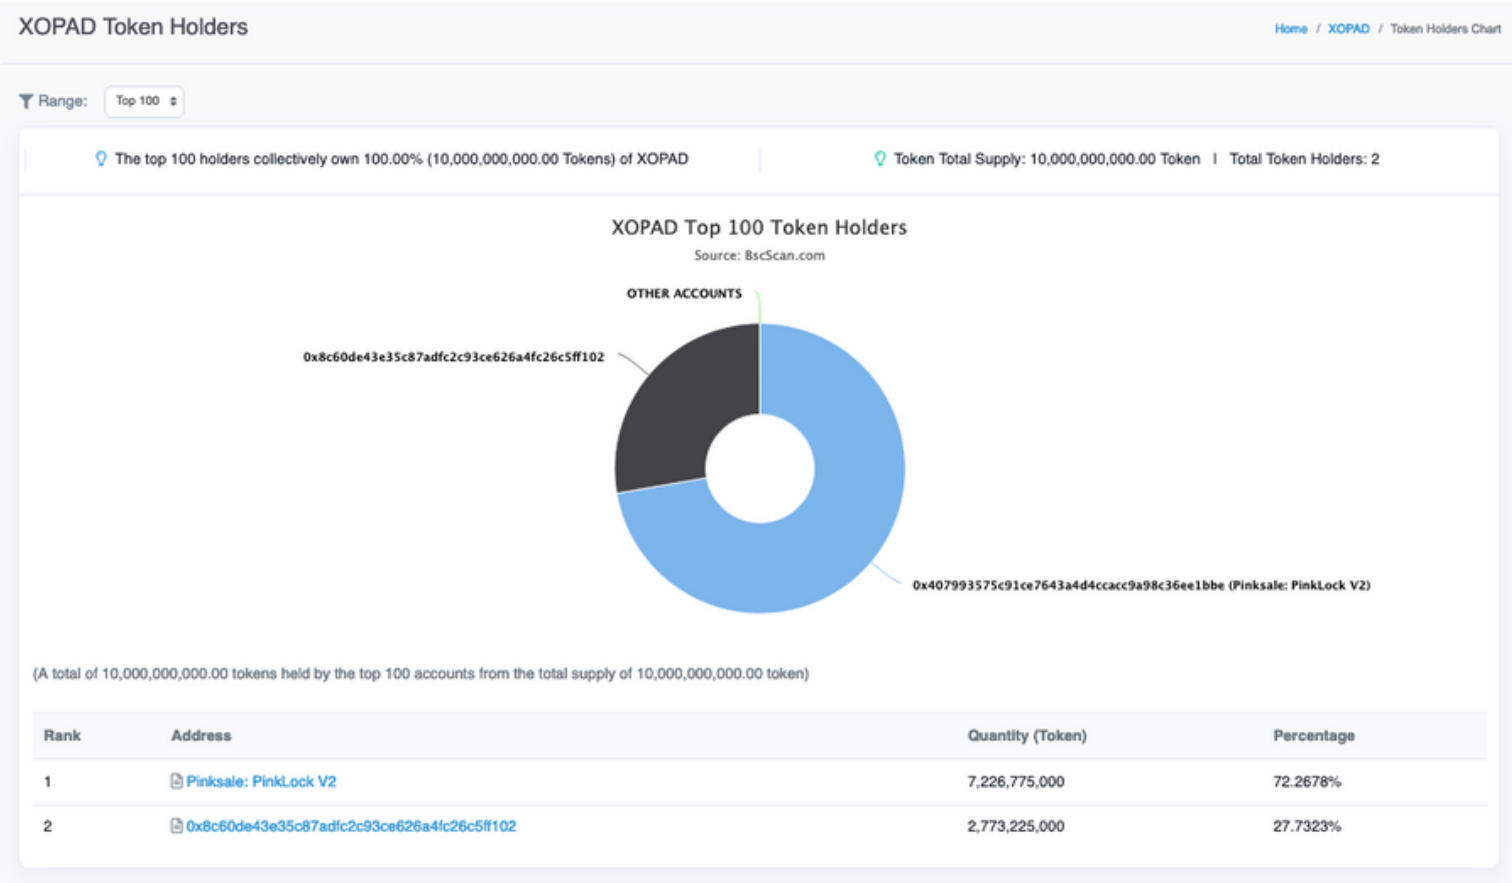 XOPAD Token Holders
Home / XOPAD / Token Holders Chart
Range: Top 100
The top 100 holders collectively own 100.00% (10,000,000,000.00 Tokens) of XOPAD
Token Total Supply: 10,000,000,000.00 Token | Total Token Holders: 2
XOPAD Top 100 Token Holders
Source: BscScan.com
OTHER ACCOUNTS
0x8c60de43e35c87adfc2c93ce626a4fc26c5ff102
0x407993575c91ce7643a4d4ccacc9a98c36ee1bbe (Pinksale: PinkLock V2)
(A total of 10,000,000,000.00 tokens held by the top 100 accounts from the total supply of 10,000,000,000.00 token)
Rank Address Quantity (Token) Percentage
1 Pinksale: PinkLock V2 7,226,775,000 72.2678%
2 0x8c60de43e35c87adfc2c93ce626a4fc26c5ff102 2,773,225,000 27.7323%